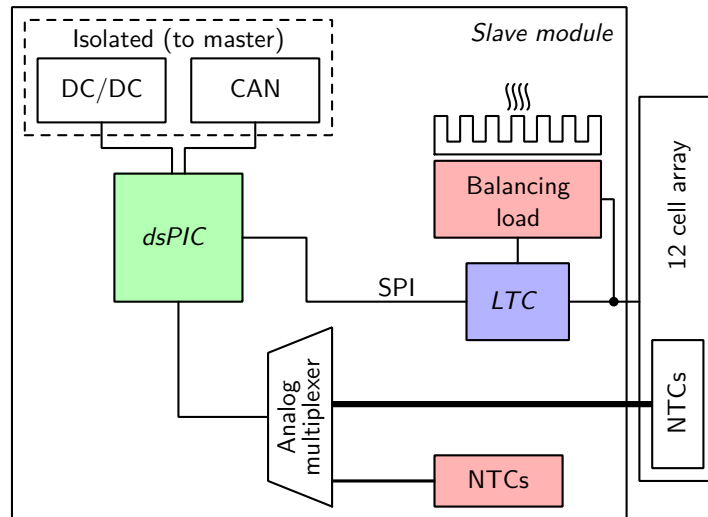 Isolated (to master)
Slave module
DC/DC
CAN
Balancing
load
dsPIC
12 cell array
SPI
LTC
Analog
multiplexer
NTCs
NTCs